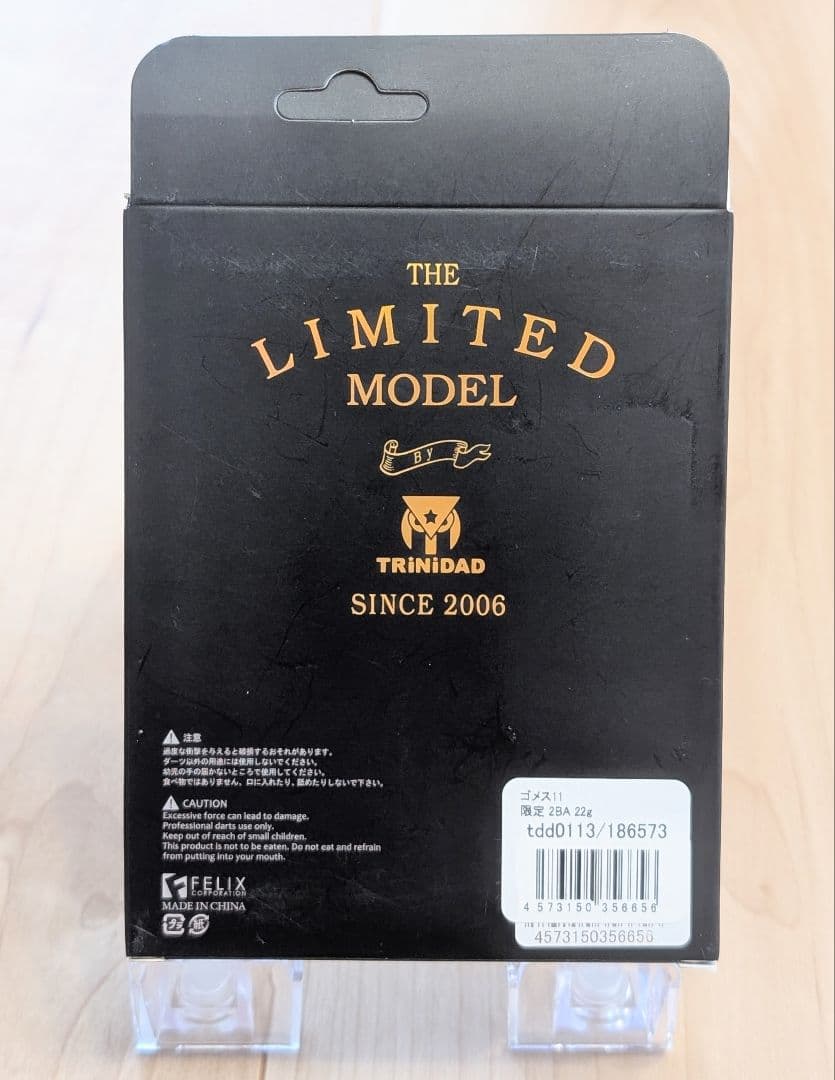 THE
LIMITED
MODEL
By
TRiNiDAD
SINCE 2006
注意
過度な衝撃を与えると破損するおそれがあります。
ダーツ以外の用途には使用しないでください。
幼児の手の届かないところで使用してください。
食べ物ではありません、口に入れたり、舐めたりしないで下さい。
CAUTION
Excessive force can lead to damage.
Professional darts use only.
Keep out of reach of small children.
This product is not to be eaten. Do not eat and refrain
from putting into your mouth.
FELIX
CORPORATION
MADE IN CHINA
プラ 紙
ゴメス11
限定 2BA 22g
tdd0113/186573
4 573150 356656
4573150356656